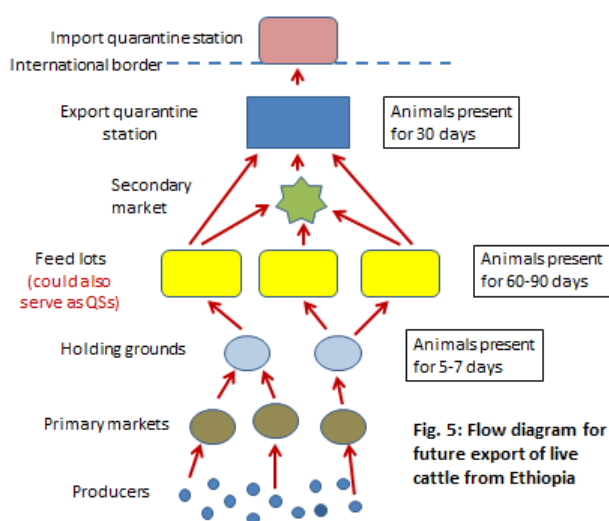 Import quarantine station
International border
Export quarantine
station
Animals present
for 30 days
Secondary
market
Feed lots
(could also
serve as QSs)
Animals present
for 60-90 days
Holding grounds
Animals present
for 5-7 days
Primary markets
Fig. 5: Flow diagram for
future export of live
cattle from Ethiopia
Producers